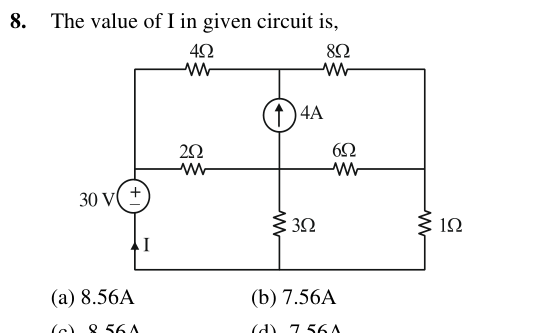 8. The value of I in given circuit is,
4Ω 8Ω
4A
2Ω 6Ω
30 V + −
3Ω 1Ω
I
(a) 8.56A (b) 7.56A